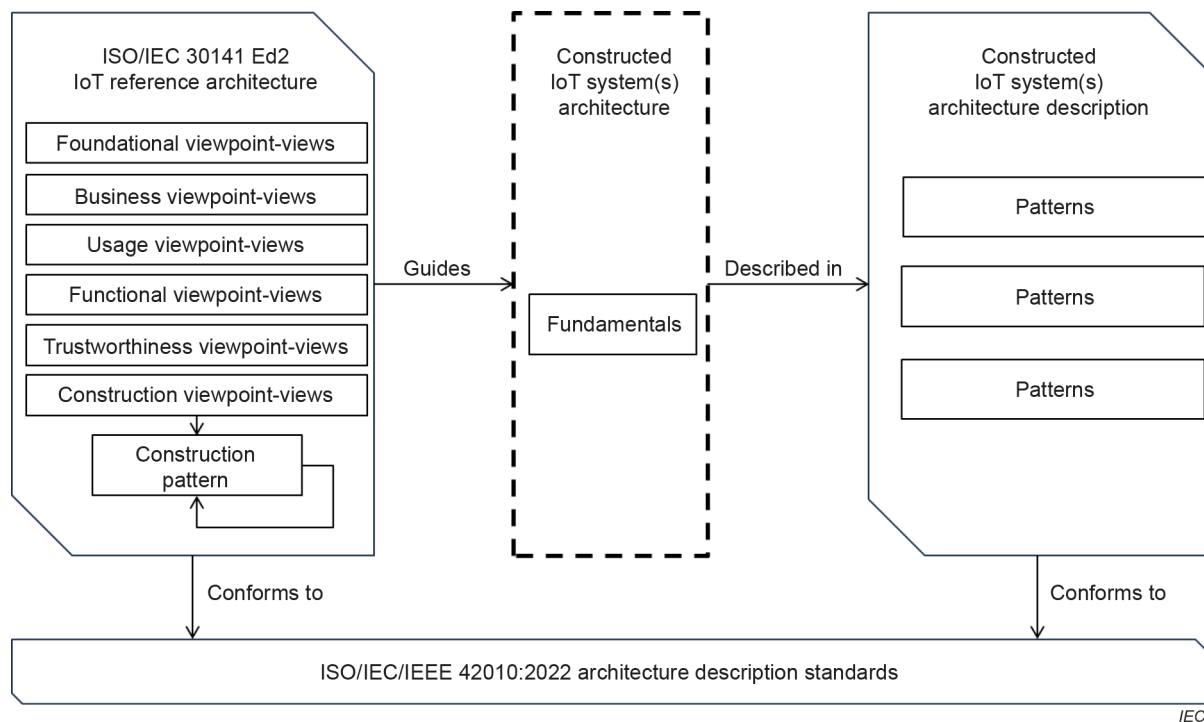 ISO/IEC 30141 Ed2
IoT reference architecture
Foundational viewpoint-views
Business viewpoint-views
Usage viewpoint-views
Functional viewpoint-views
Trustworthiness viewpoint-views
Construction viewpoint-views
Construction
pattern
Guides
Constructed
IoT system(s)
architecture
Fundamentals
Described in
Constructed
IoT system(s)
architecture description
Patterns
Patterns
Patterns
Conforms to
Conforms to
ISO/IEC/IEEE 42010:2022 architecture description standards
IEC